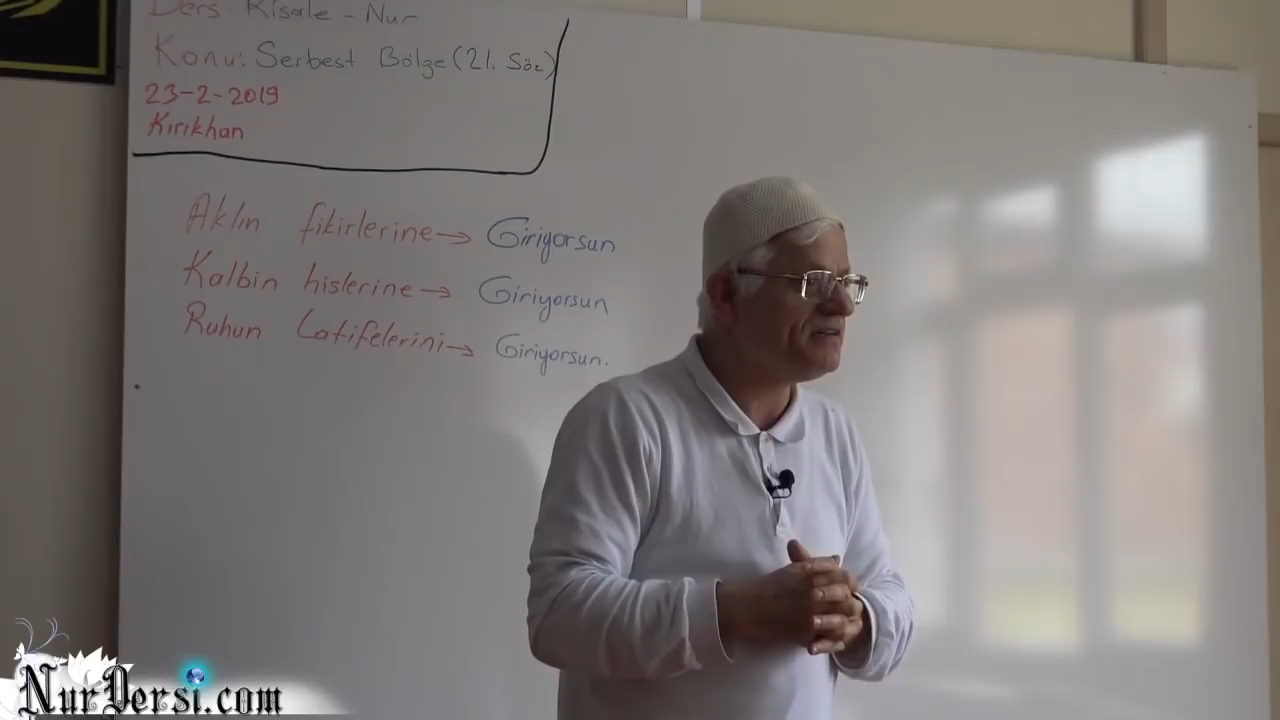 Ders Risale-Nur
Konu: Serbest Bölge (21. Söz)
23-2-2019
Kırıkhan
Aklın fikirlerine → Giriyorsun
Kalbin hislerine → Giriyorsun
Ruhun Latifelerini → Giriyorsun.
NurDersi.com